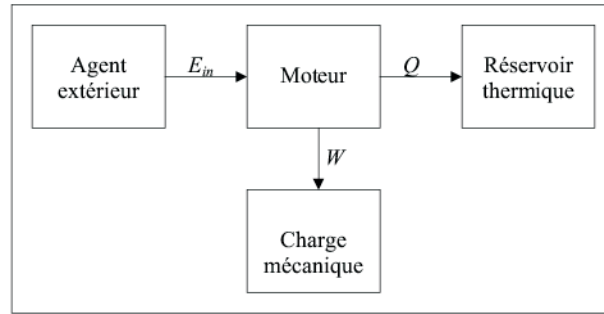 Agent
extérieur
E_in
Moteur
Q
Réservoir
thermique
W
Charge
mécanique